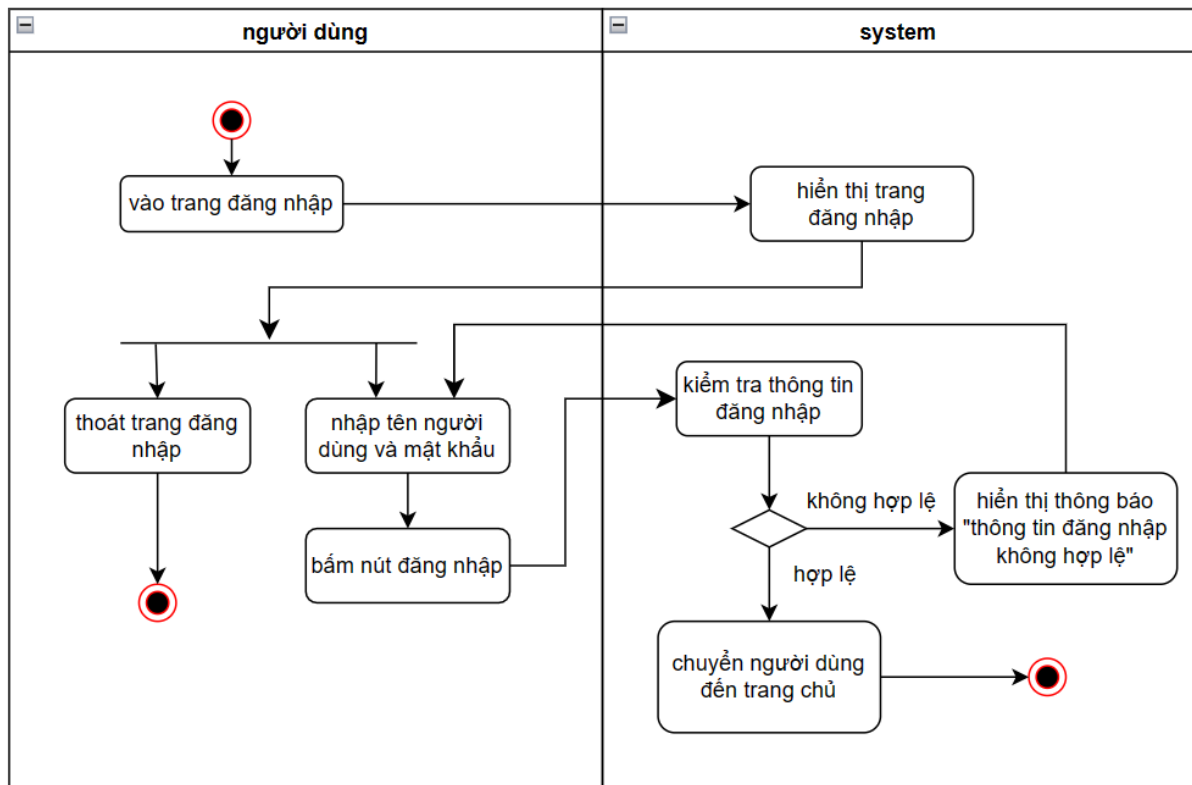 người dùng
system
vào trang đăng nhập
hiển thị trang
đăng nhập
thoát trang đăng
nhập
nhập tên người
dùng và mật khẩu
kiểm tra thông tin
đăng nhập
bấm nút đăng nhập
không hợp lệ
hiển thị thông báo
"thông tin đăng nhập
không hợp lệ"
hợp lệ
chuyển người dùng
đến trang chủ